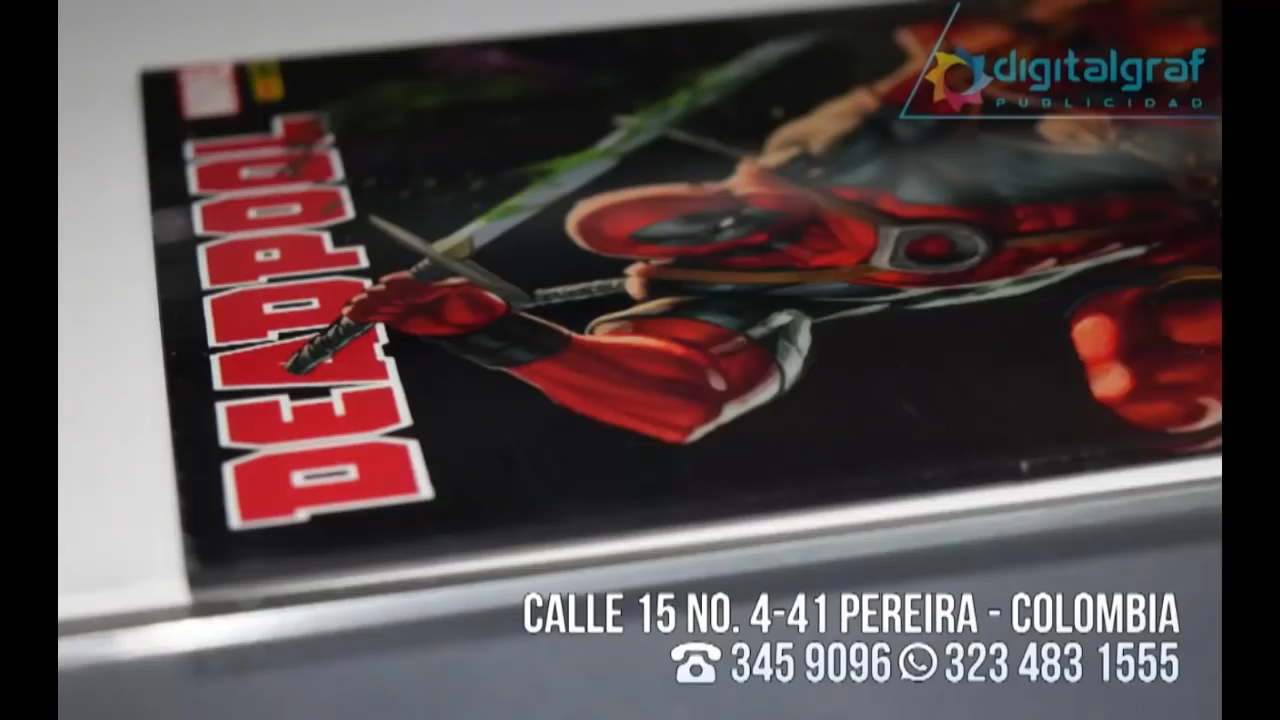 digitalgraf
PUBLICIDAD
DEADPOOL
CALLE 15 NO. 4-41 PEREIRA - COLOMBIA
345 9096 323 483 1555